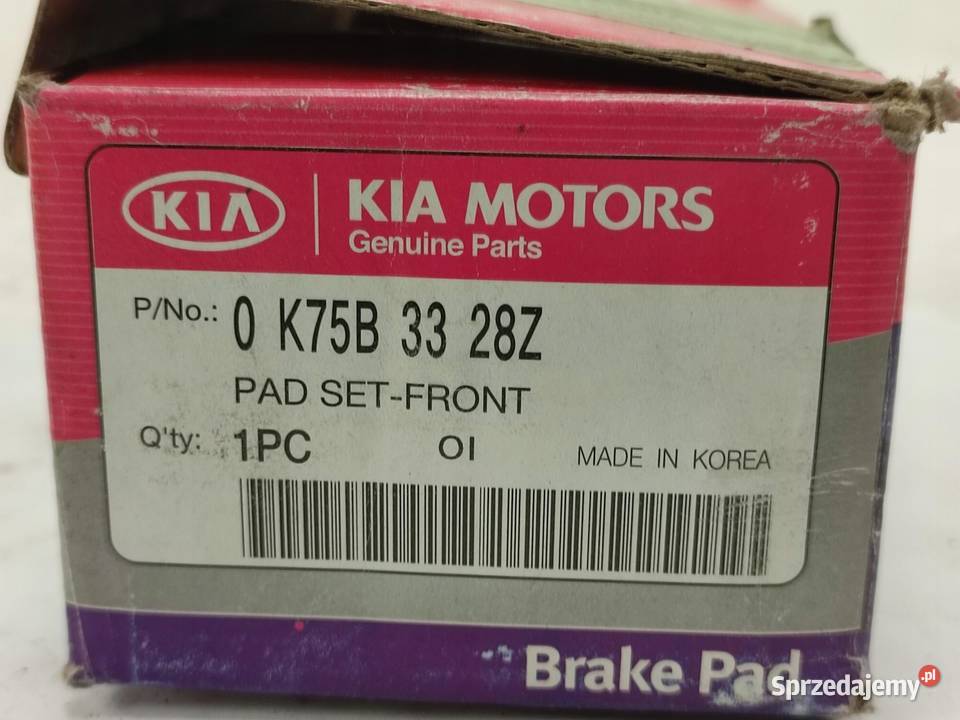 KIA KIA MOTORS
Genuine Parts
P/No.: 0 K75B 33 28Z
PAD SET-FRONT
Q'ty: 1PC OI MADE IN KOREA
Brake Pad
Sprzedajemy.pl